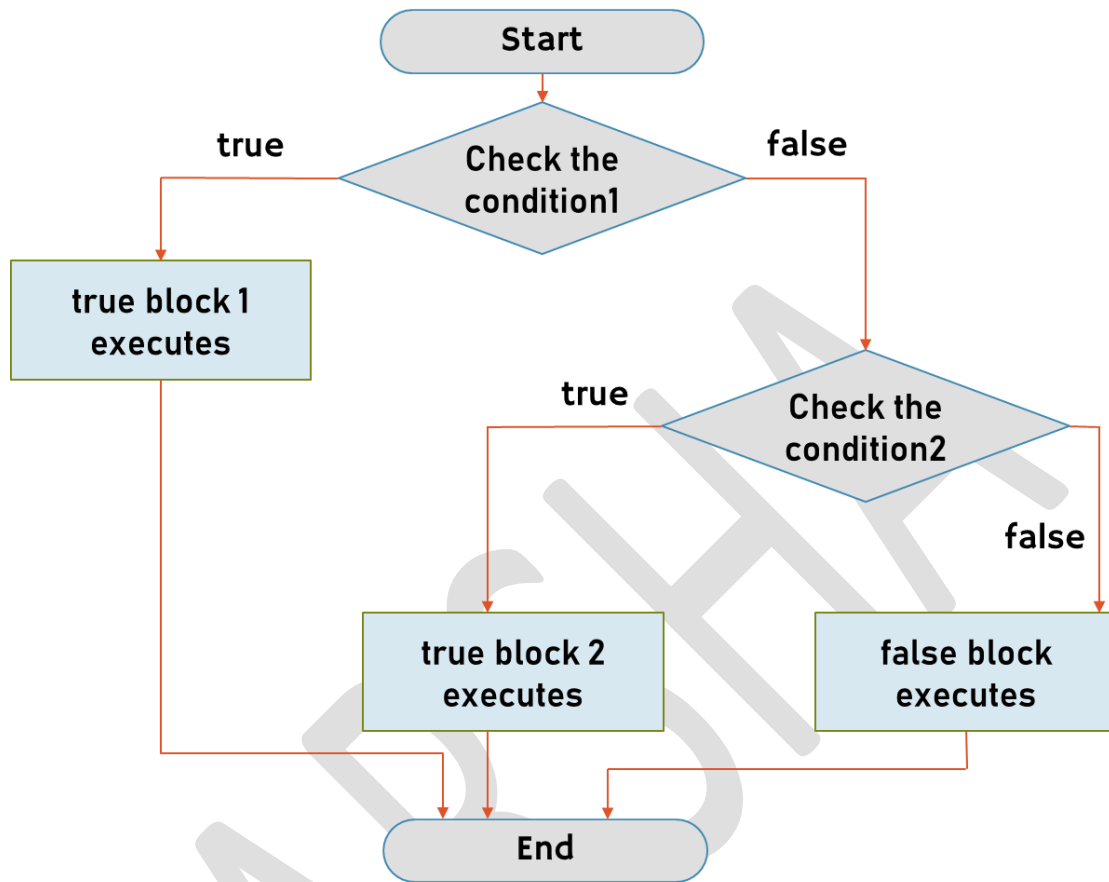 Start
true
false
Check the
condition1
true block 1
executes
true
Check the
condition2
false
true block 2
executes
false block
executes
End